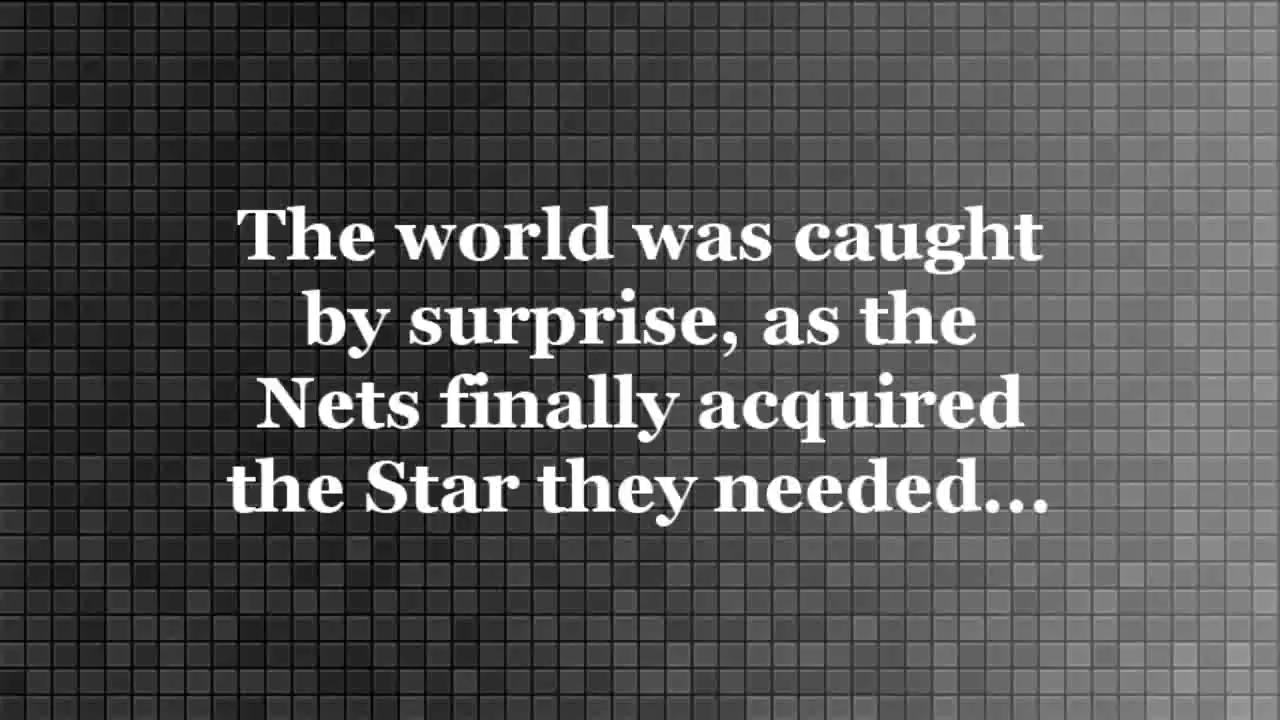 The world was caught
by surprise, as the
Nets finally acquired
the Star they needed...